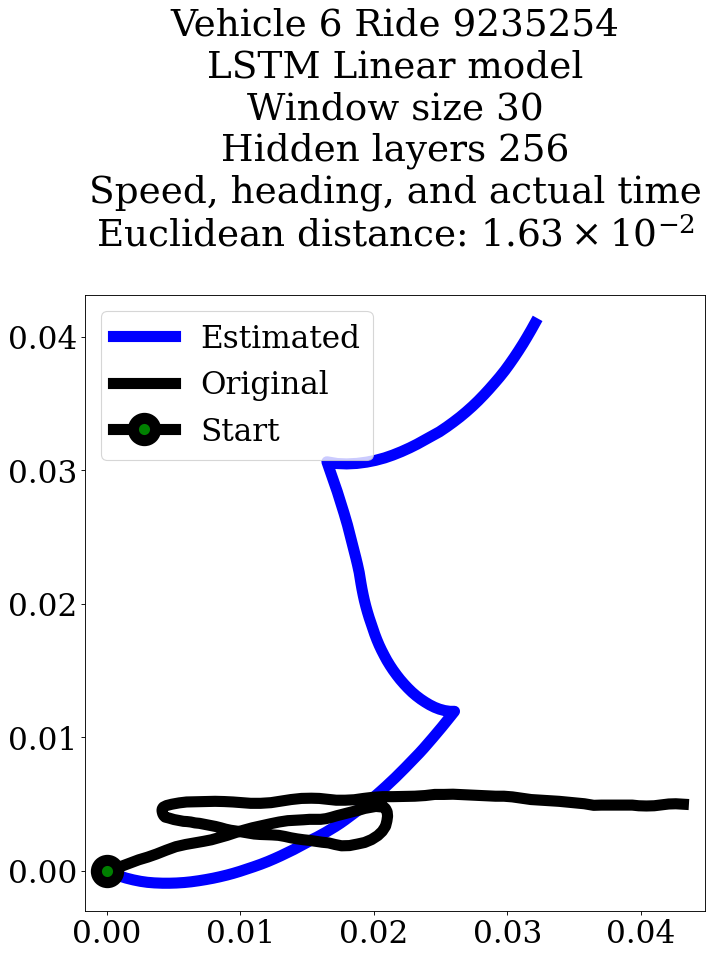 Vehicle 6 Ride 9235254
LSTM Linear model
Window size 30
Hidden layers 256
Speed, heading, and actual time
Euclidean distance: 1.63 × 10⁻²
Estimated
Original
Start
0.04
0.03
0.02
0.01
0.00
0.00 0.01 0.02 0.03 0.04